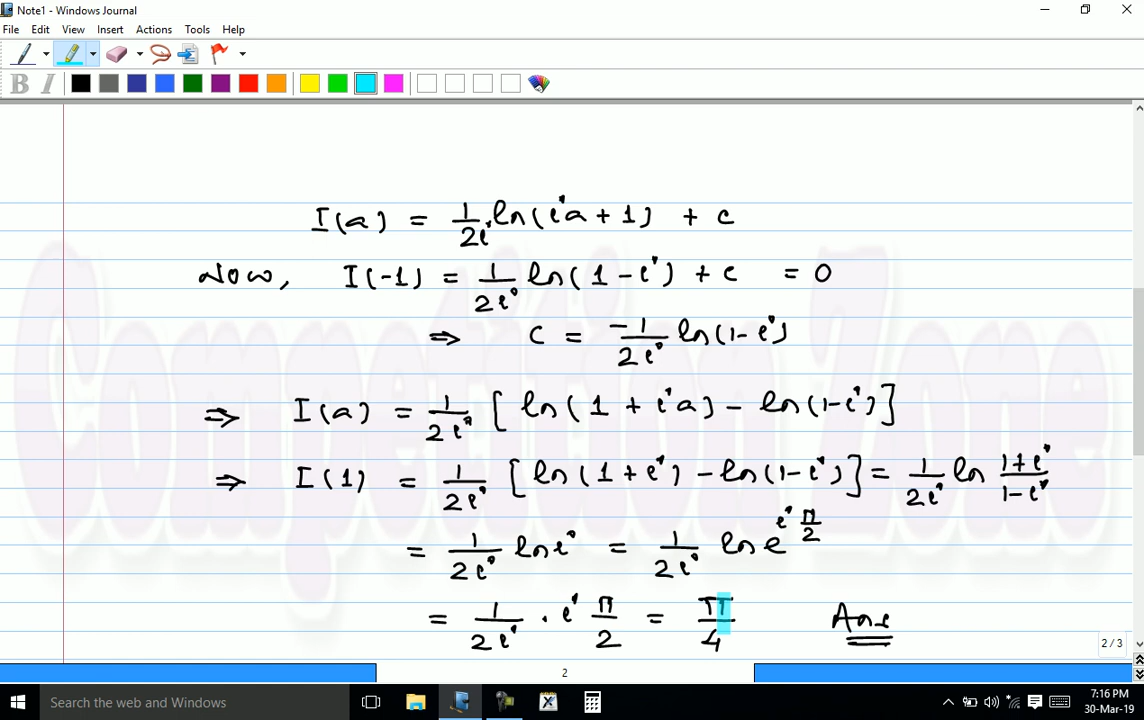 Note1 - Windows Journal
File Edit View Insert Actions Tools Help
B I
Competition Zone
I(a) = 1/2i ln(ia + 1) + c
Now, I(-1) = 1/2i ln(1 - i) + c = 0
⇒ c = -1/2i ln(1 - i)
⇒ I(a) = 1/2i [ ln(1 + ia) - ln(1 - i) ]
⇒ I(1) = 1/2i [ ln(1 + i) - ln(1 - i) ] = 1/2i ln (1 + i)/(1 - i)
= 1/2i ln i = 1/2i ln e^(i π/2)
= 1/2i · i π/2 = π/4 Ans
2 / 3
2
Search the web and Windows
7:16 PM
30-Mar-19